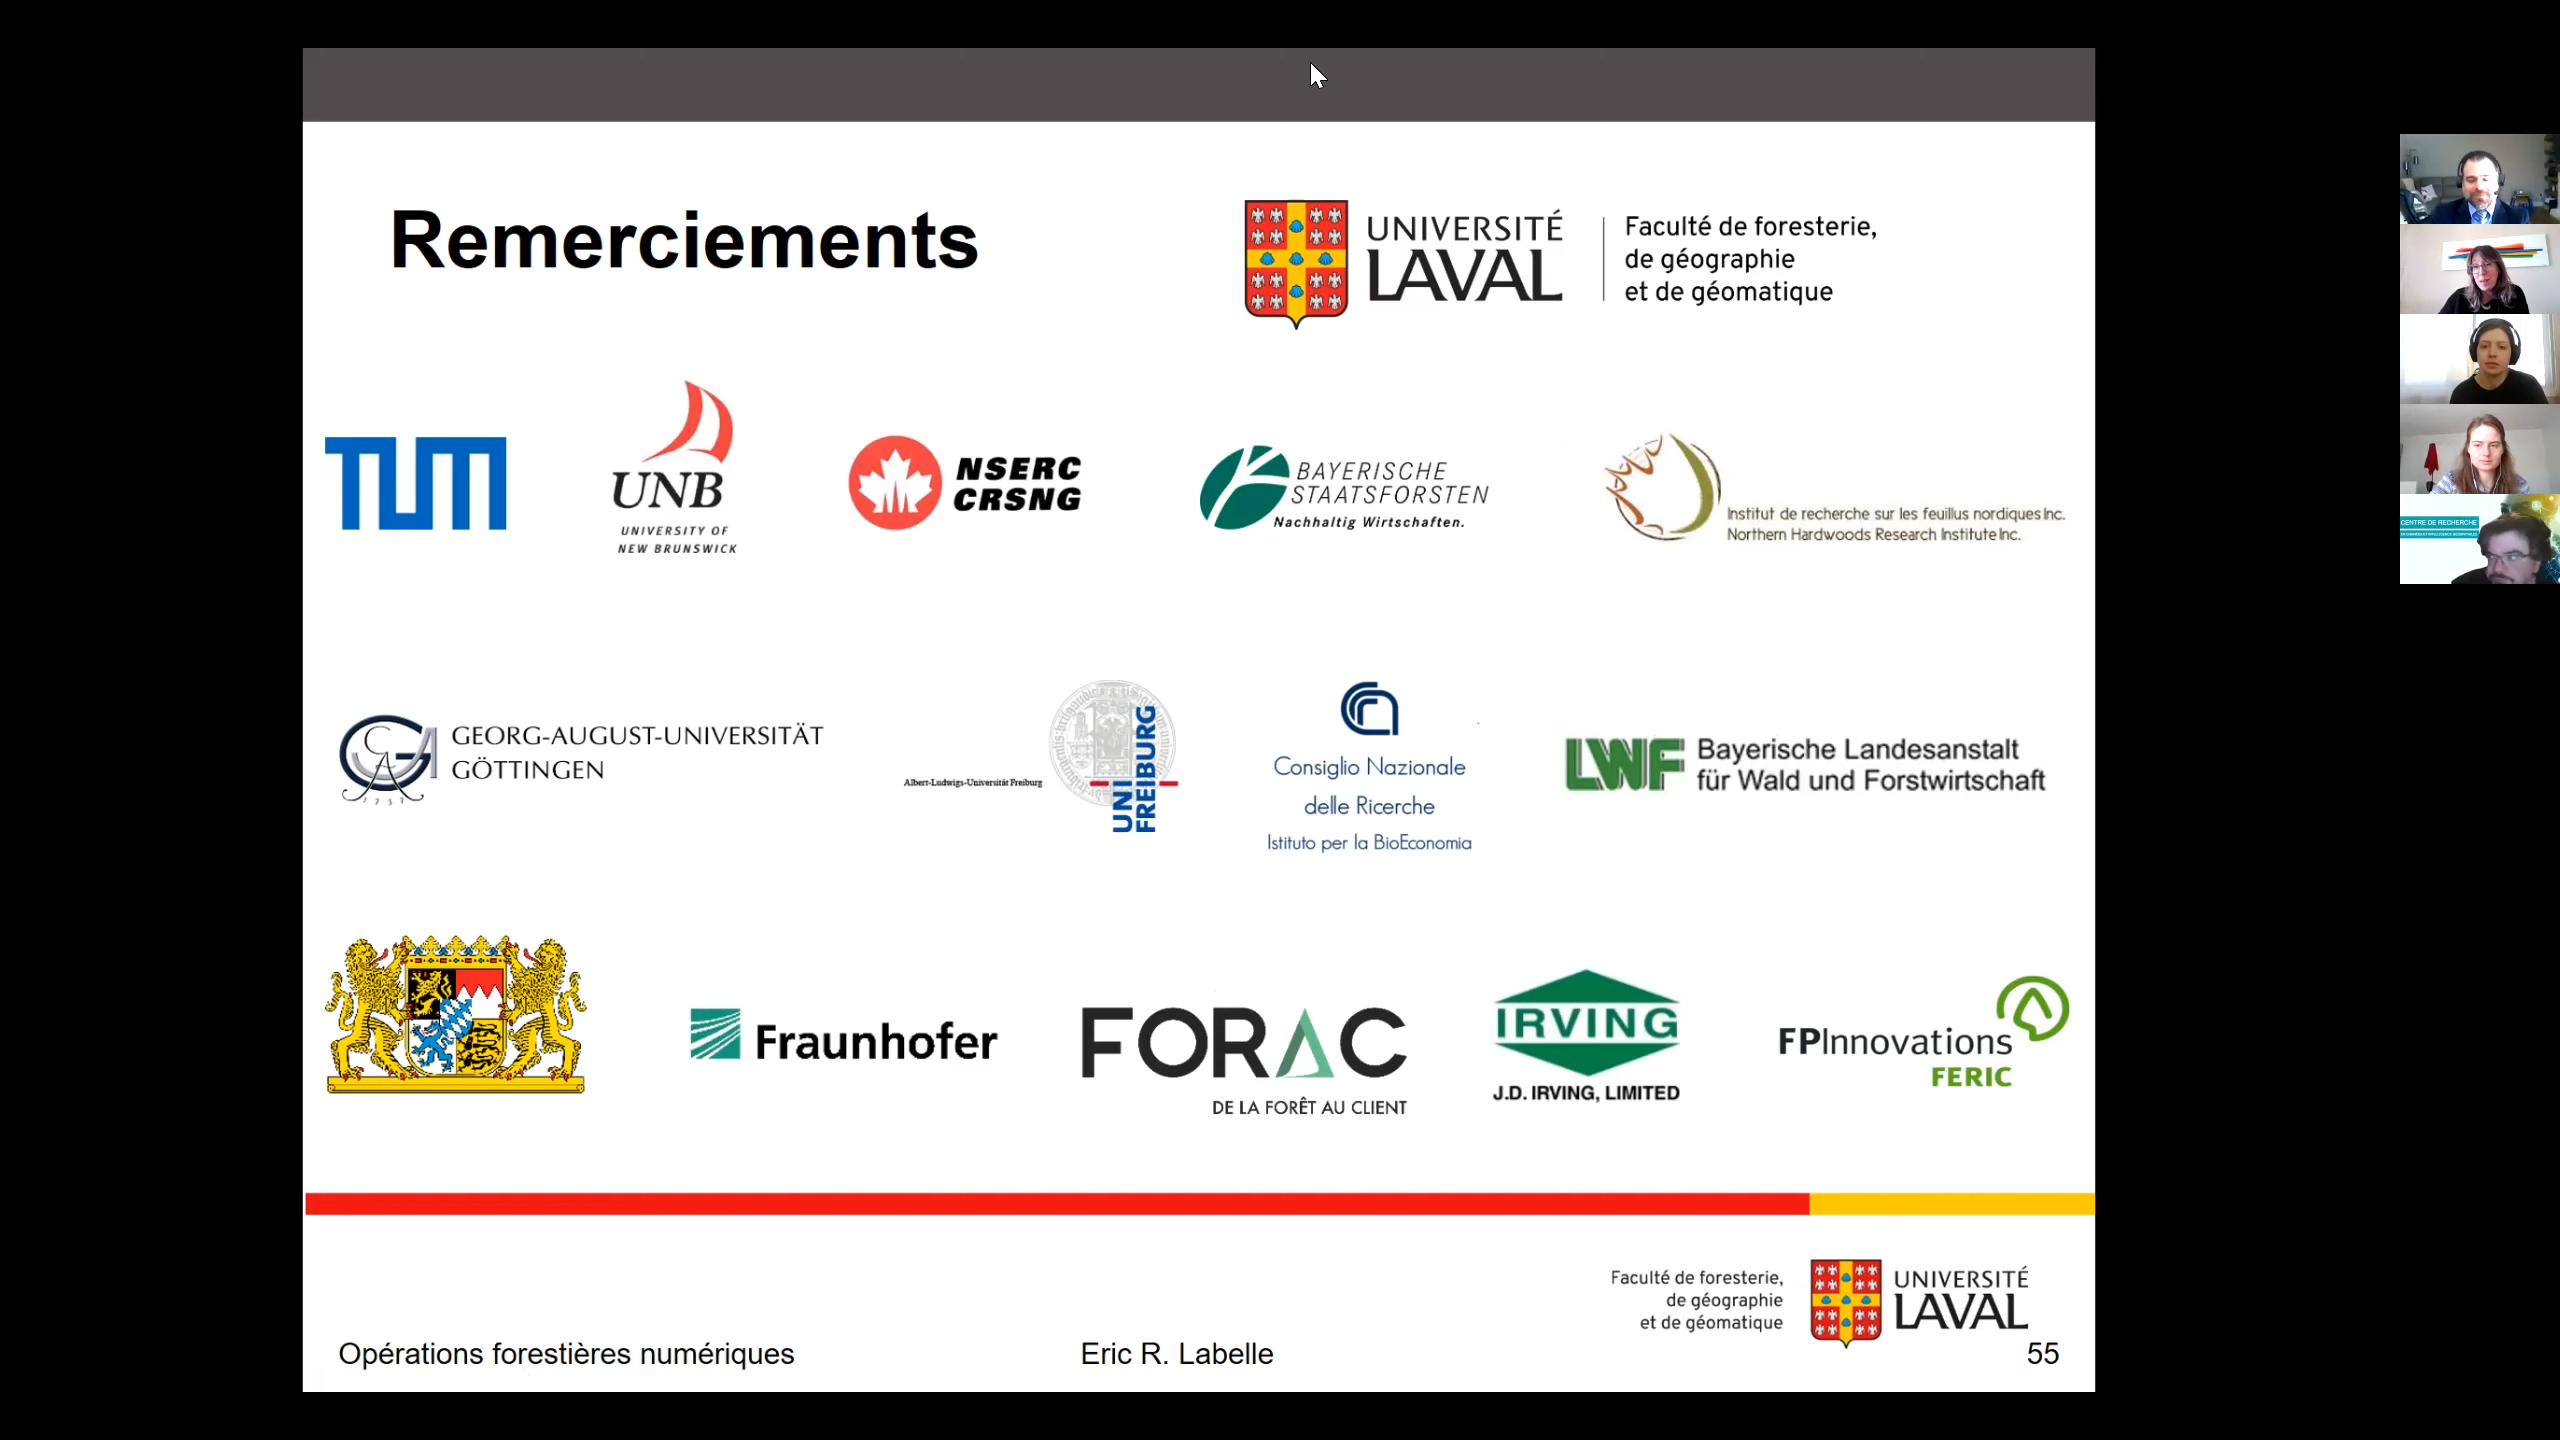 Remerciements
UNIVERSITÉ
LAVAL
Faculté de foresterie,
de géographie
et de géomatique
TUM
UNB
UNIVERSITY OF
NEW BRUNSWICK
NSERC
CRSNG
BAYERISCHE
STAATSFORSTEN
Nachhaltig Wirtschaften.
Institut de recherche sur les feuillus nordiques Inc.
Northern Hardwoods Research Institute Inc.
GEORG-AUGUST-UNIVERSITÄT
GÖTTINGEN
1737
Albert-Ludwigs-Universität Freiburg
UNI
FREIBURG
Consiglio Nazionale
delle Ricerche
Istituto per la BioEconomia
LWF
Bayerische Landesanstalt
für Wald und Forstwirtschaft
Fraunhofer
FORAC
DE LA FORÊT AU CLIENT
IRVING
J.D. IRVING, LIMITED
FPInnovations
FERIC
Faculté de foresterie,
de géographie
et de géomatique
UNIVERSITÉ
LAVAL
Opérations forestières numériques
Eric R. Labelle
55
CENTRE DE RECHERCHE